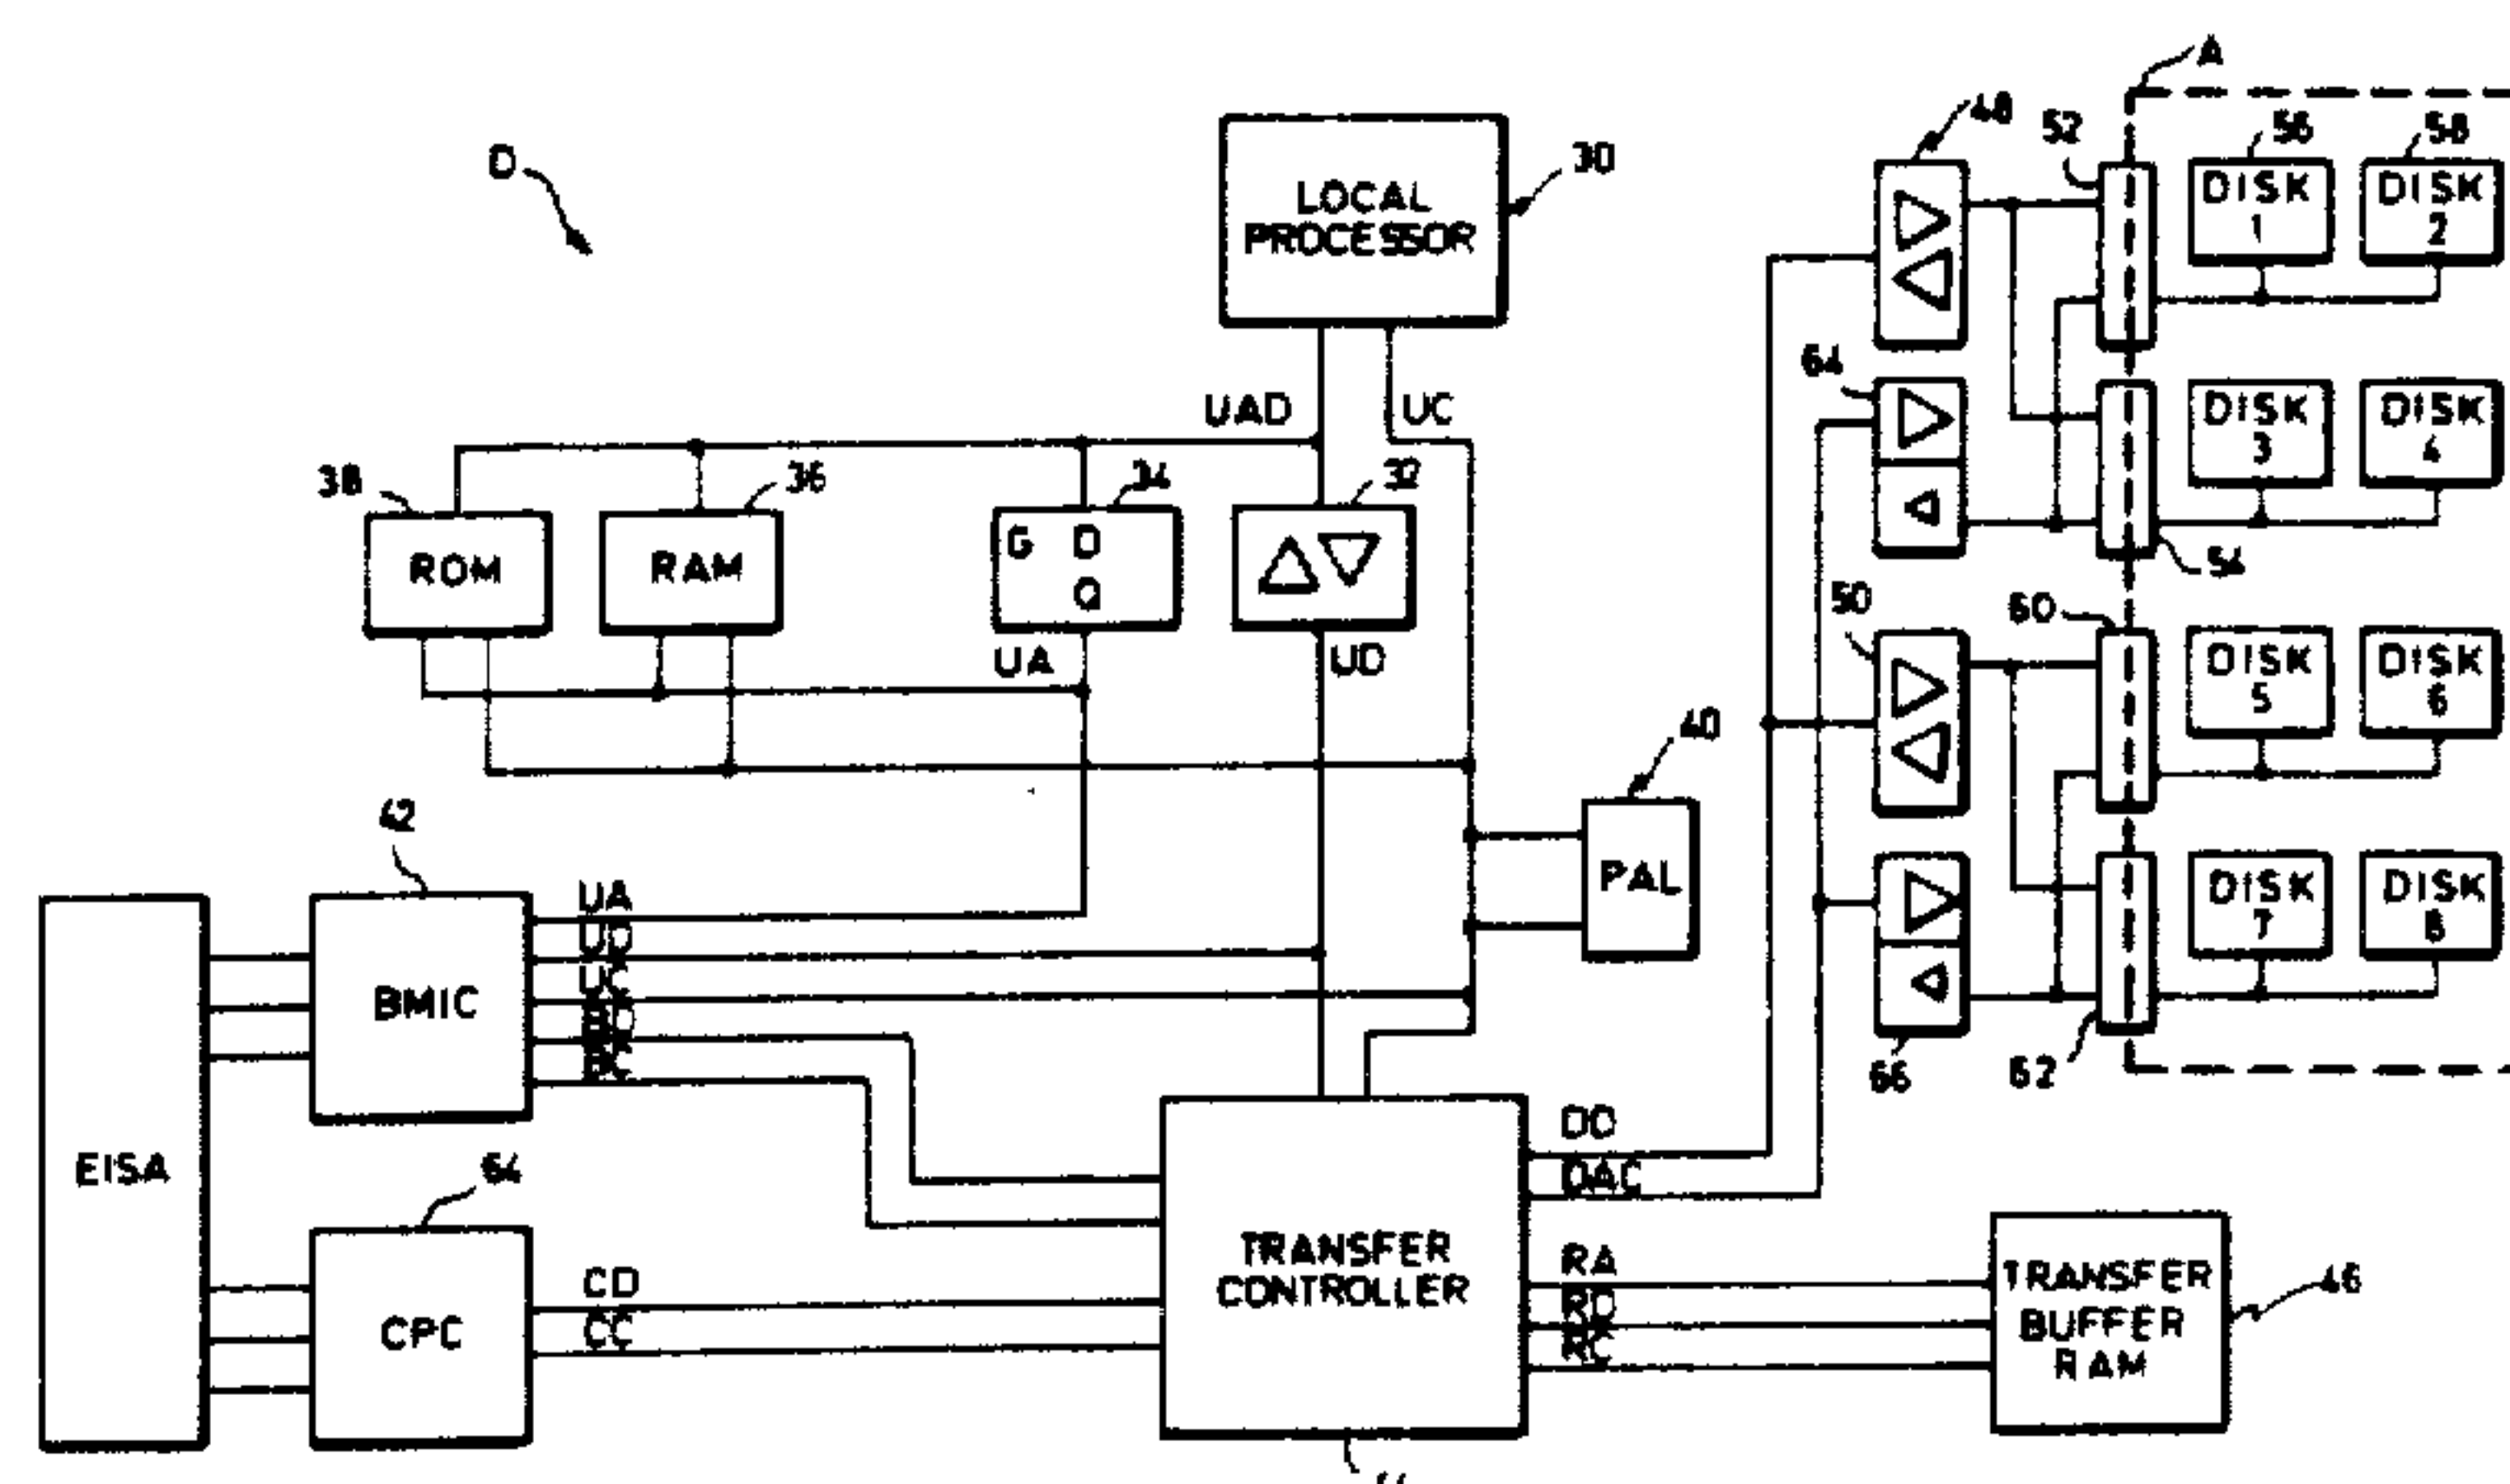 A
D
48
52
56
58
30
LOCAL
PROCESSOR
DISK
1
DISK
2
64
UAD
UC
38
36
34
32
DISK
3
DISK
4
ROM
RAM
G D
Q
54
50
60
UA
UD
DISK
5
DISK
6
40
42
PAL
DISK
7
DISK
8
UA
UD
UC
BMIC
66
62
EISA
64
DD
DAC
CD
CC
CPC
TRANSFER
CONTROLLER
RA
RD
RC
TRANSFER
BUFFER
RAM
46